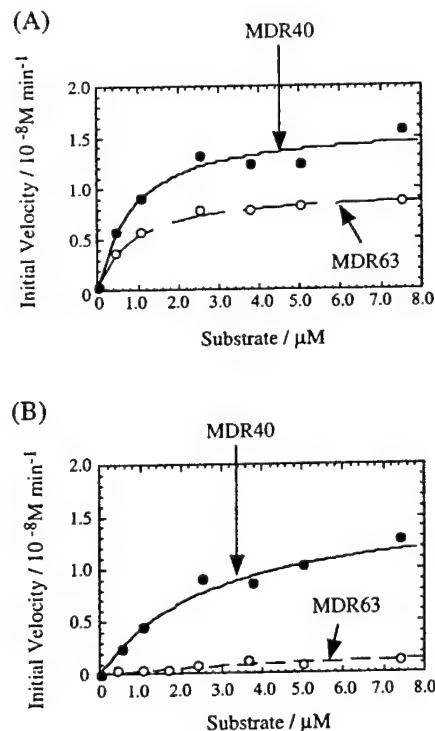 (A)
MDR40
Initial Velocity / 10 -8M min-1
2.0
1.5
1.0
0.5
0
MDR63
0.0 1.0 2.0 3.0 4.0 5.0 6.0 7.0 8.0
Substrate / μM
(B)
MDR40
Initial Velocity / 10 -8M min-1
2.0
1.5
1.0
0.5
0
MDR63
0.0 1.0 2.0 3.0 4.0 5.0 6.0 7.0 8.0
Substrate / μM